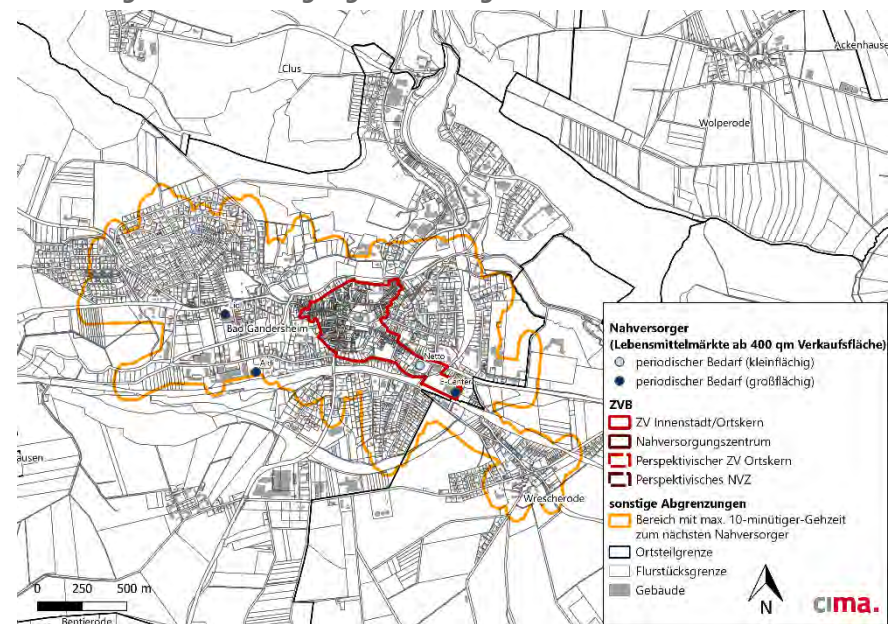 Clus
Ackenhause
Wolperode
Bad Gandersheim
Netto
E-Center
Wrescherode
ausen
Bentierode
0 250 500 m
Nahversorger
(Lebensmittelmärkte ab 400 qm Verkaufsfläche)
periodischer Bedarf (kleinflächig)
periodischer Bedarf (großflächig)
ZVB
ZV Innenstadt/Ortskern
Nahversorgungszentrum
Perspektivischer ZV Ortskern
Perspektivisches NVZ
sonstige Abgrenzungen
Bereich mit max. 10-minütiger-Gehzeit
zum nächsten Nahversorger
Ortsteilgrenze
Flurstücksgrenze
Gebäude
N
cima.